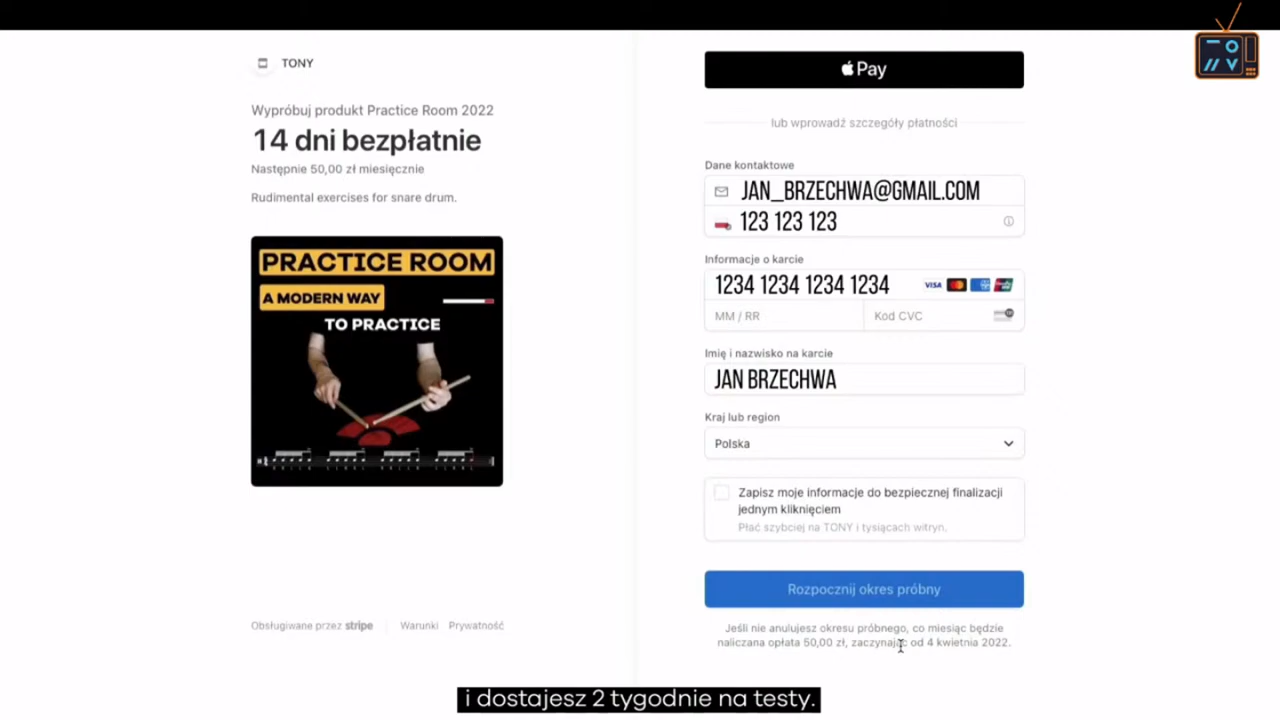 TONY
Wypróbuj produkt Practice Room 2022
14 dni bezpłatnie
Następnie 50,00 zł miesięcznie
Rudimental exercises for snare drum.
PRACTICE ROOM
A MODERN WAY
TO PRACTICE
Obsługiwane przez stripe
Warunki Prywatność
Pay
lub wprowadź szczegóły płatności
Dane kontaktowe
JAN_BRZECHWA@GMAIL.COM
123 123 123
Informacje o karcie
1234 1234 1234 1234 VISA
MM / RR Kod CVC
Imię i nazwisko na karcie
JAN BRZECHWA
Kraj lub region
Polska
Zapisz moje informacje do bezpiecznej finalizacji
jednym kliknięciem
Płać szybciej na TONY i tysiącach witryn.
Rozpocznij okres próbny
Jeśli nie anulujesz okresu próbnego, co miesiąc będzie
naliczana opłata 50,00 zł, zaczynając od 4 kwietnia 2022.
i dostajesz 2 tygodnie na testy.